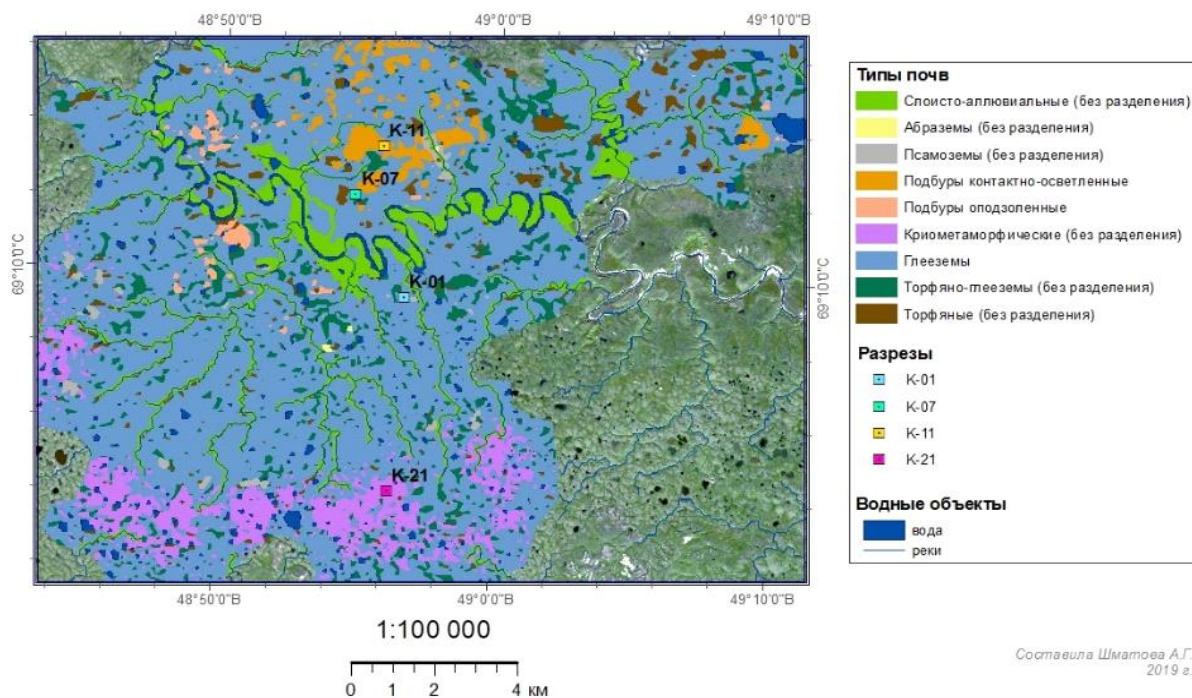 48°50'0"В 49°0'0"В 49°10'0"В
69°10'0"С
К-11
К-07
К-01
К-21
69°10'0"С
48°50'0"В 49°0'0"В 49°10'0"В
1:100 000
0 1 2 4 км
Типы почв
Слоисто-аллювиальные (без разделения)
Абраземы (без разделения)
Псамоземы (без разделения)
Подбуры контактно-осветленные
Подбуры оподзоленные
Криометаморфические (без разделения)
Глееземы
Торфяно-глееземы (без разделения)
Торфяные (без разделения)
Разрезы
К-01
К-07
К-11
К-21
Водные объекты
вода
реки
Составила Шматова А.Г.
2019 г.